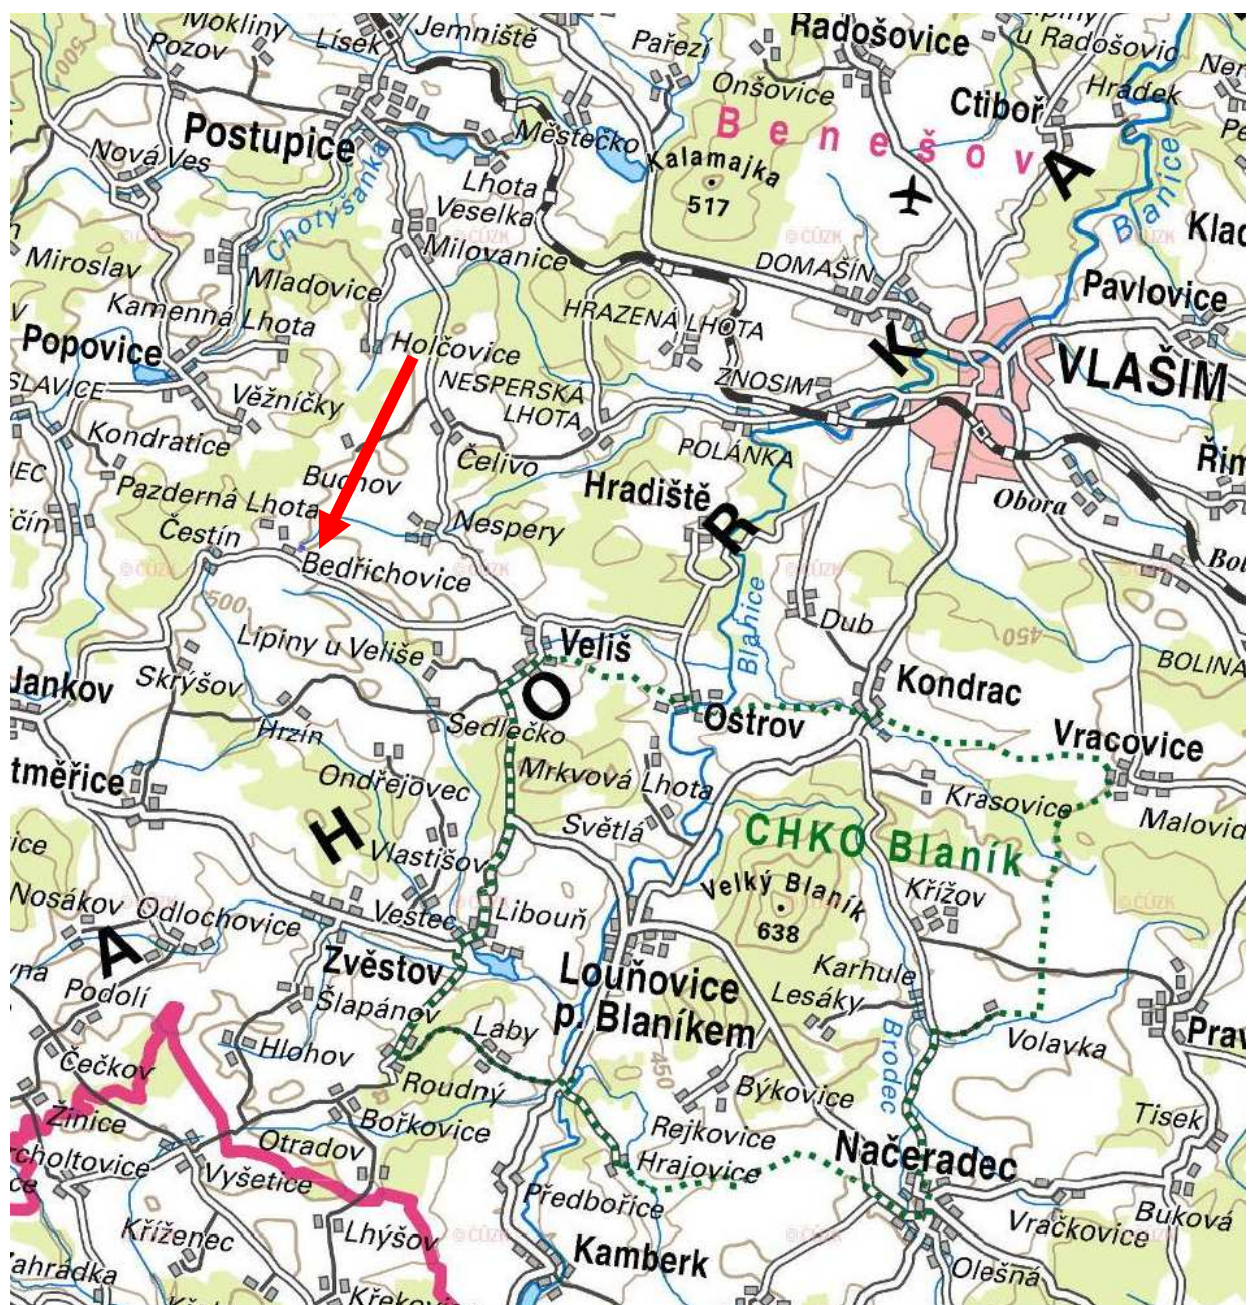 Mokliny
Lísek
Jemniště
Pařezí
Radošovice
u Radošovic
Pozov
Onšovice
Ctiboř
Hrádek
500
Postupice
Městečko
Benešov
Kalamajka
517
A
Blanice
Nová Ves
Lhota
Veselka
Chotýšanka
Milovanice
Miroslav
Mladovice
DOMAŠÍN
Pavlovice
Kamenná Lhota
HRAZENÁ LHOTA
Popovice
Holčovice
K
VLAŠIM
SLAVICE
Věžničky
NESPERSKÁ
LHOTA
ZNOSIM
Kondratice
Čelivo
POLÁNKA
Buchov
Hradiště
Obora
Pazderná Lhota
Nespery
R
Čestín
Bedřichovice
500
Blanice
Dub
450
Lipiny u Veliše
Veliš
BOLINA
Jankov
Skrýšov
O
Kondrac
Sedlečko
Ostrov
Hrzín
Vracovice
Ondřejovec
Mrkvová Lhota
Krasovice
H
Světlá
CHKO Blaník
Vlastišov
Velký Blaník
638
Křížov
Nosákov
Odlochovice
Veštec
Libouň
A
Zvěstov
Louňovice
p. Blaníkem
Karhule
Lesáky
Podolí
Šlapánov
Laby
Brodec
Volavka
Hlohov
450
Čečkov
Roudný
Býkovice
Tisek
Žinice
Otradov
Bořkovice
Rejkovice
Načeradec
Vyšetice
Hrajovice
Předbořice
Buková
Vračkovice
Kříženec
Lhýšov
Kamberk
Olešná
© ČÚZK